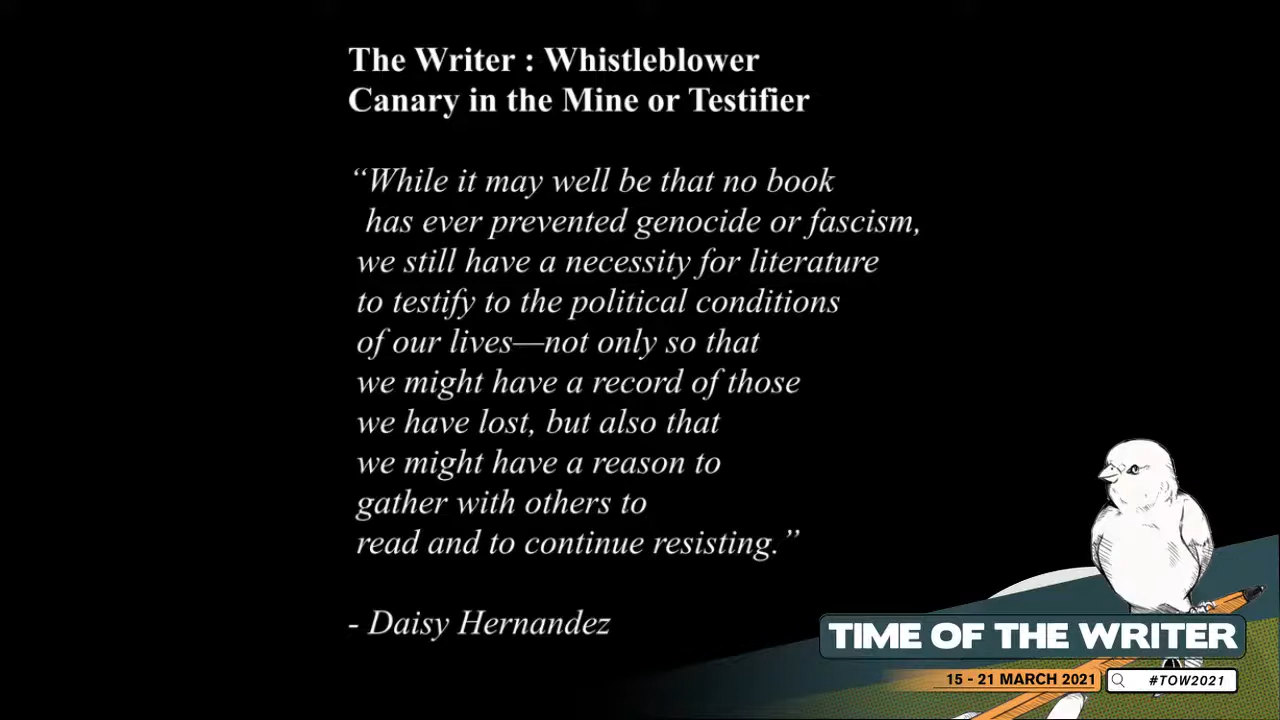 The Writer : Whistleblower
Canary in the Mine or Testifier
“While it may well be that no book
has ever prevented genocide or fascism,
we still have a necessity for literature
to testify to the political conditions
of our lives—not only so that
we might have a record of those
we have lost, but also that
we might have a reason to
gather with others to
read and to continue resisting.”
- Daisy Hernandez
TIME OF THE WRITER
15 - 21 MARCH 2021
#TOW2021